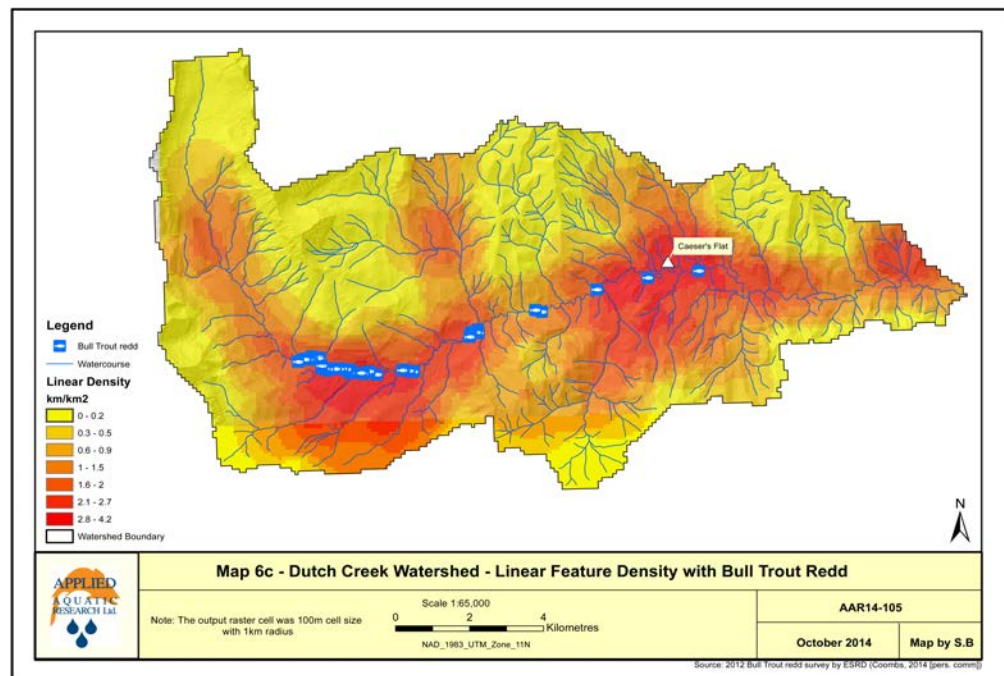 Caeser's Flat
Legend
Bull Trout redd
Watercourse
Linear Density
km/km2
0 - 0.2
0.3 - 0.5
0.6 - 0.9
1 - 1.5
1.6 - 2
2.1 - 2.7
2.8 - 4.2
Watershed Boundary
N
APPLIED
AQUATIC
RESEARCH Ltd.
Map 6c - Dutch Creek Watershed - Linear Feature Density with Bull Trout Redd
Note: The output raster cell was 100m cell size
with 1km radius
Scale 1:65,000
0 2 4
Kilometres
NAD_1983_UTM_Zone_11N
AAR14-105
October 2014
Map by S.B
Source: 2012 Bull Trout redd survey by ESRD (Coombs, 2014 [pers. comm])